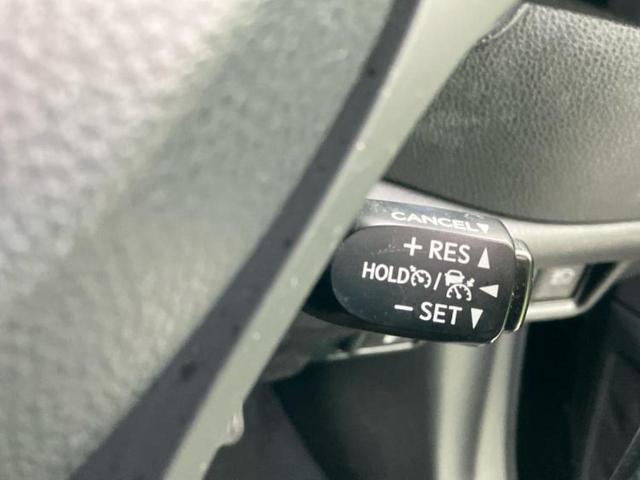 CANCEL▼
+ RES ▲
HOLD / ◀
− SET ▼